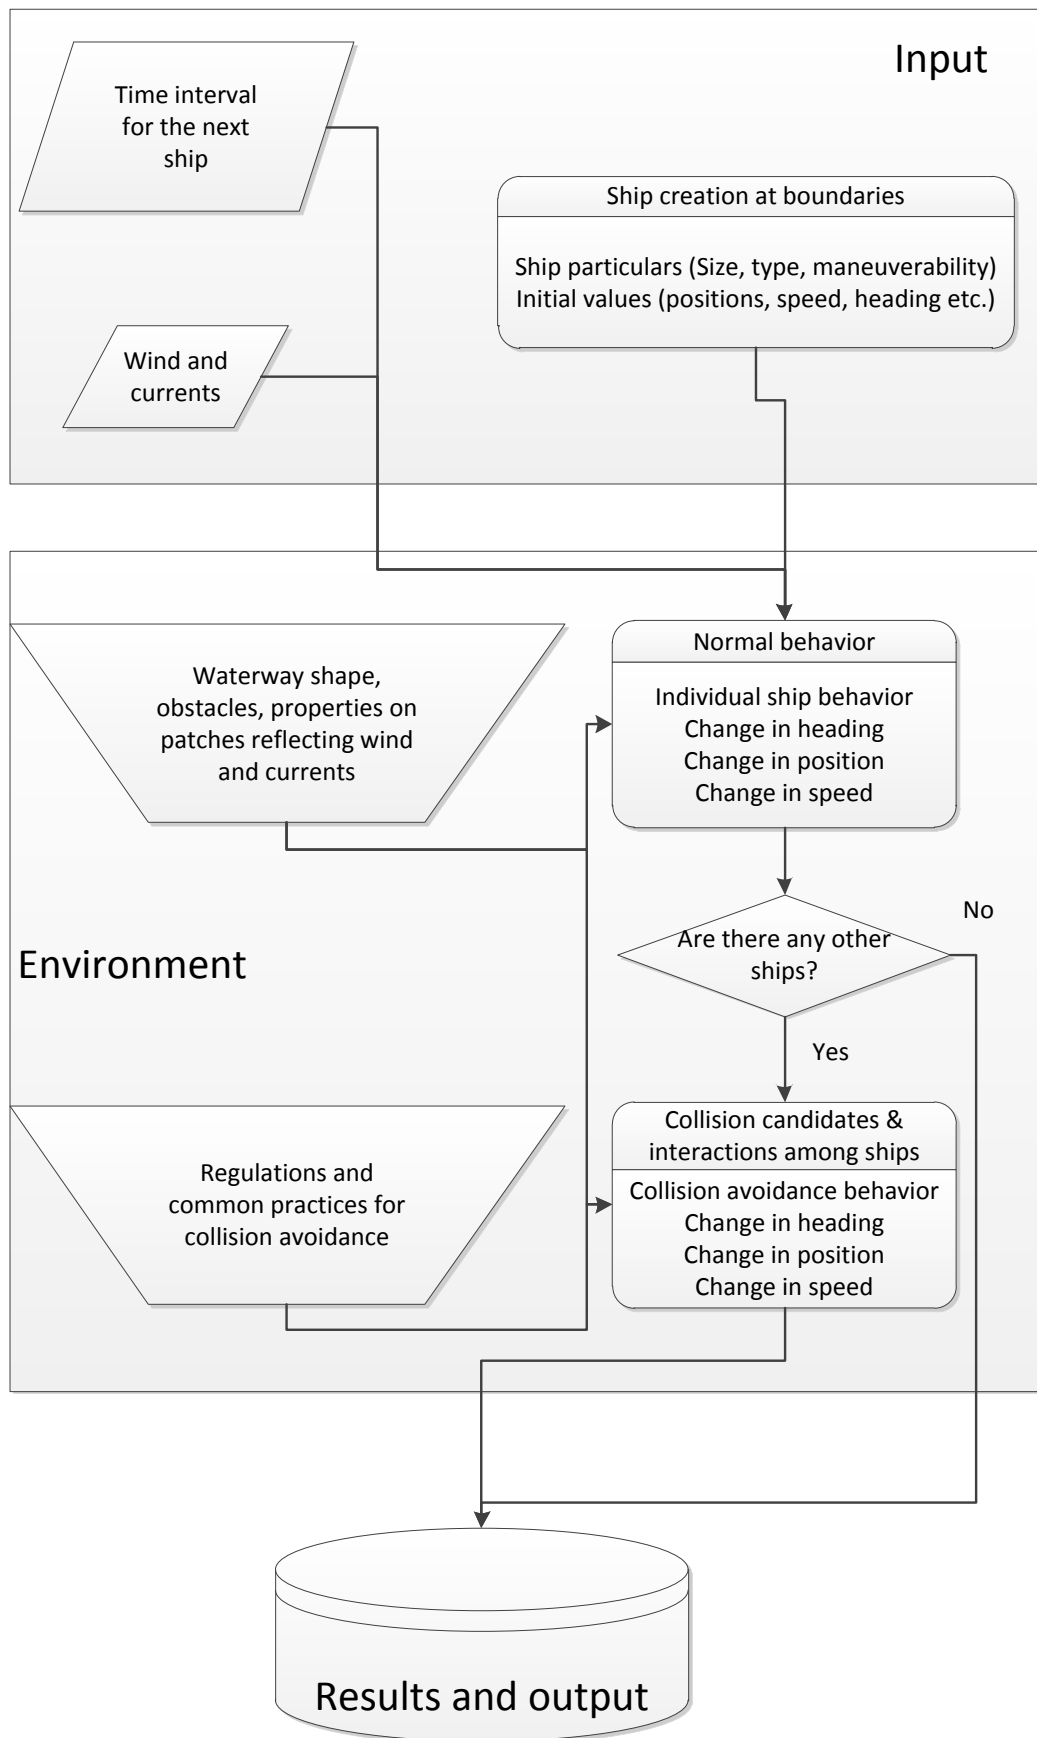 Input
Time interval
for the next
ship
Ship creation at boundaries
Ship particulars (Size, type, maneuverability)
Initial values (positions, speed, heading etc.)
Wind and
currents
Waterway shape,
obstacles, properties on
patches reflecting wind
and currents
Normal behavior
Individual ship behavior
Change in heading
Change in position
Change in speed
No
Are there any other
ships?
Environment
Yes
Regulations and
common practices for
collision avoidance
Collision candidates &
interactions among ships
Collision avoidance behavior
Change in heading
Change in position
Change in speed
Results and output